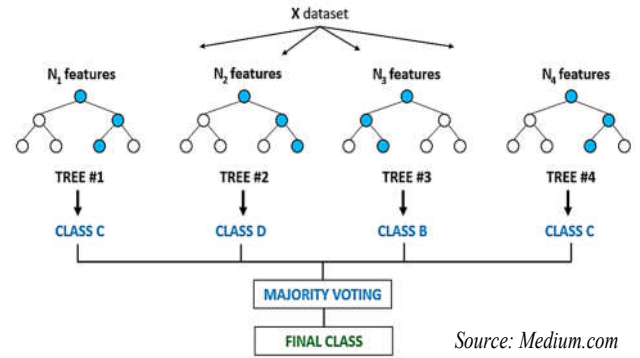 X dataset
N1 features N2 features N3 features N4 features
TREE #1 TREE #2 TREE #3 TREE #4
CLASS C CLASS D CLASS B CLASS C
MAJORITY VOTING
FINAL CLASS
Source: Medium.com